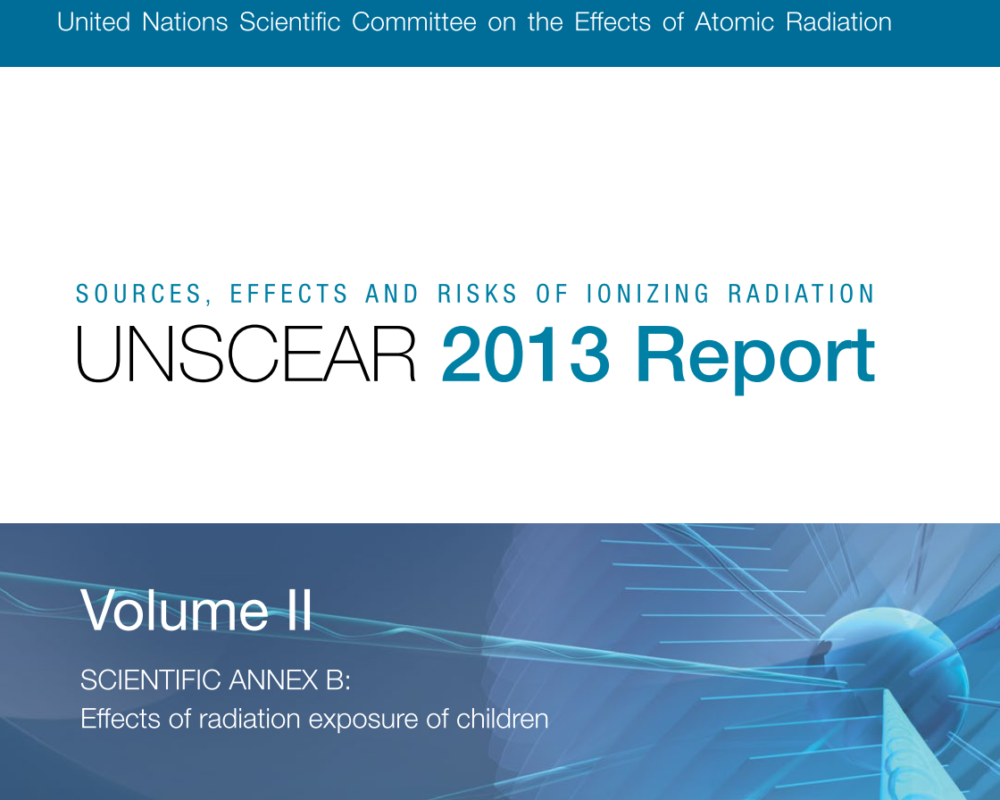 United Nations Scientific Committee on the Effects of Atomic Radiation
SOURCES, EFFECTS AND RISKS OF IONIZING RADIATION
UNSCEAR 2013 Report
Volume II
SCIENTIFIC ANNEX B:
Effects of radiation exposure of children